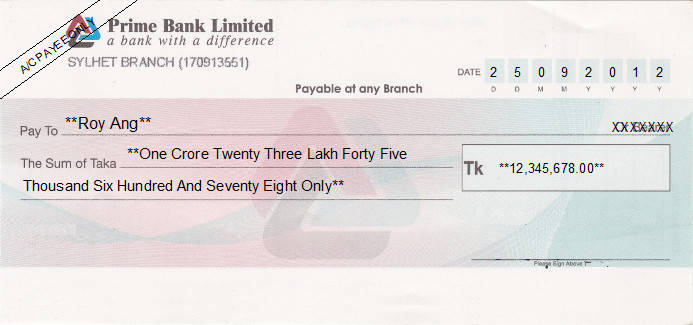 A/C PAYEE ONLY
Prime Bank Limited
a bank with a difference
SYLHET BRANCH (170913551)
Payable at any Branch
DATE 2 5 0 9 2 0 1 2
D D M M Y Y Y Y
Pay To **Roy Ang** XXXXXXX
The Sum of Taka **One Crore Twenty Three Lakh Forty Five
Thousand Six Hundred And Seventy Eight Only**
Tk **12,345,678.00**
Please Sign Above